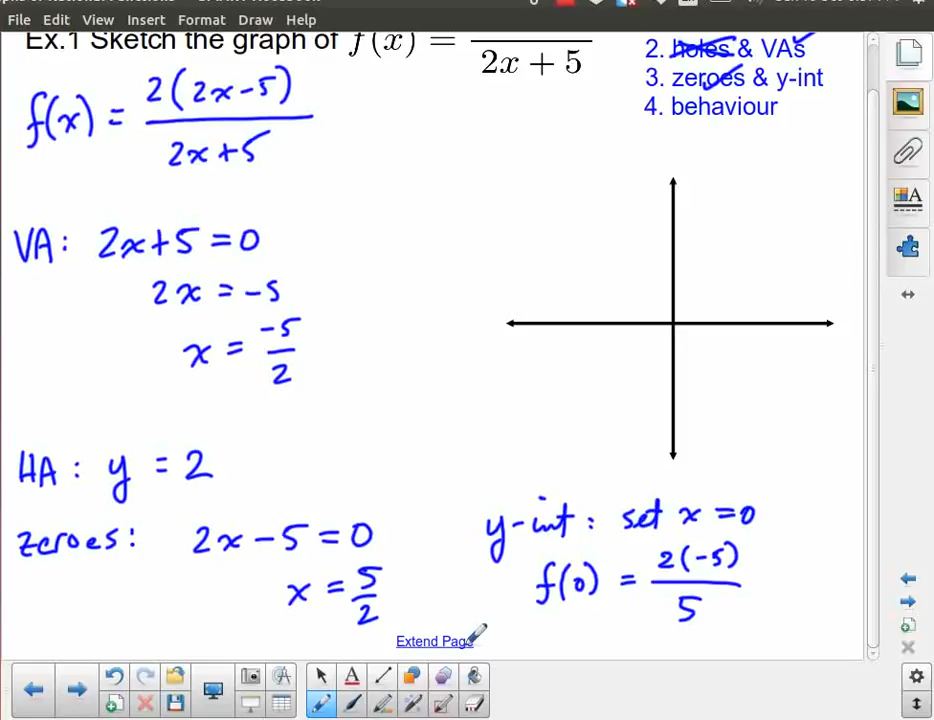 File Edit View Insert Format Draw Help
Ex.1 Sketch the graph of f(x) = 
2x + 5
2. holes & VAs
3. zeroes & y-int
4. behaviour
f(x) = 2(2x-5) / 2x+5
VA: 2x+5 = 0
2x = -5
x = -5/2
HA: y = 2
zeroes: 2x-5 = 0
x = 5/2
y-int: set x = 0
f(0) = 2(-5) / 5
Extend Page